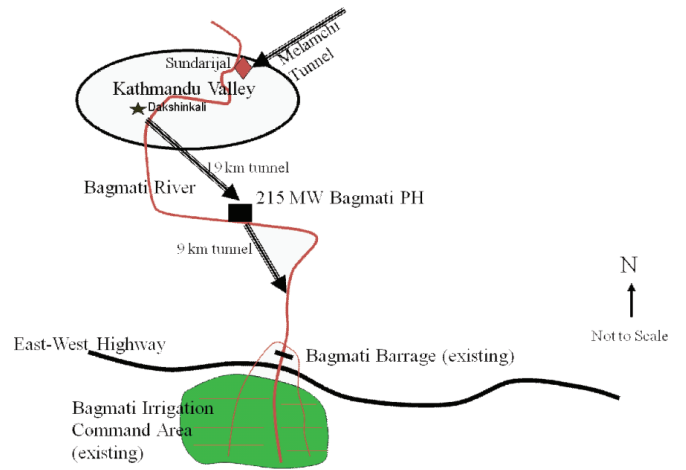 Sundarijal
Melamchi
Tunnel
Kathmandu Valley
Dakshinkali
19 km tunnel
Bagmati River
215 MW Bagmati PH
9 km tunnel
N
Not to Scale
East-West Highway
Bagmati Barrage (existing)
Bagmati Irrigation
Command Area
(existing)